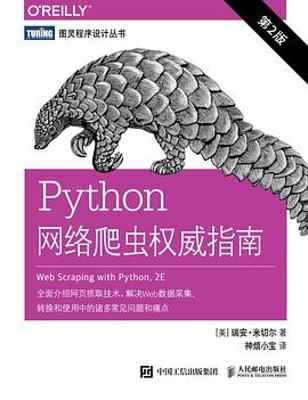 O'REILLY®
TURING 图灵程序设计丛书
第2版
Python
网络爬虫权威指南
Web Scraping with Python, 2E
全面介绍网页抓取技术，解决Web数据采集、
转换和使用中的诸多常见问题和痛点
[美] 瑞安·米切尔 著
神烦小宝 译
中国工信出版集团
人民邮电出版社